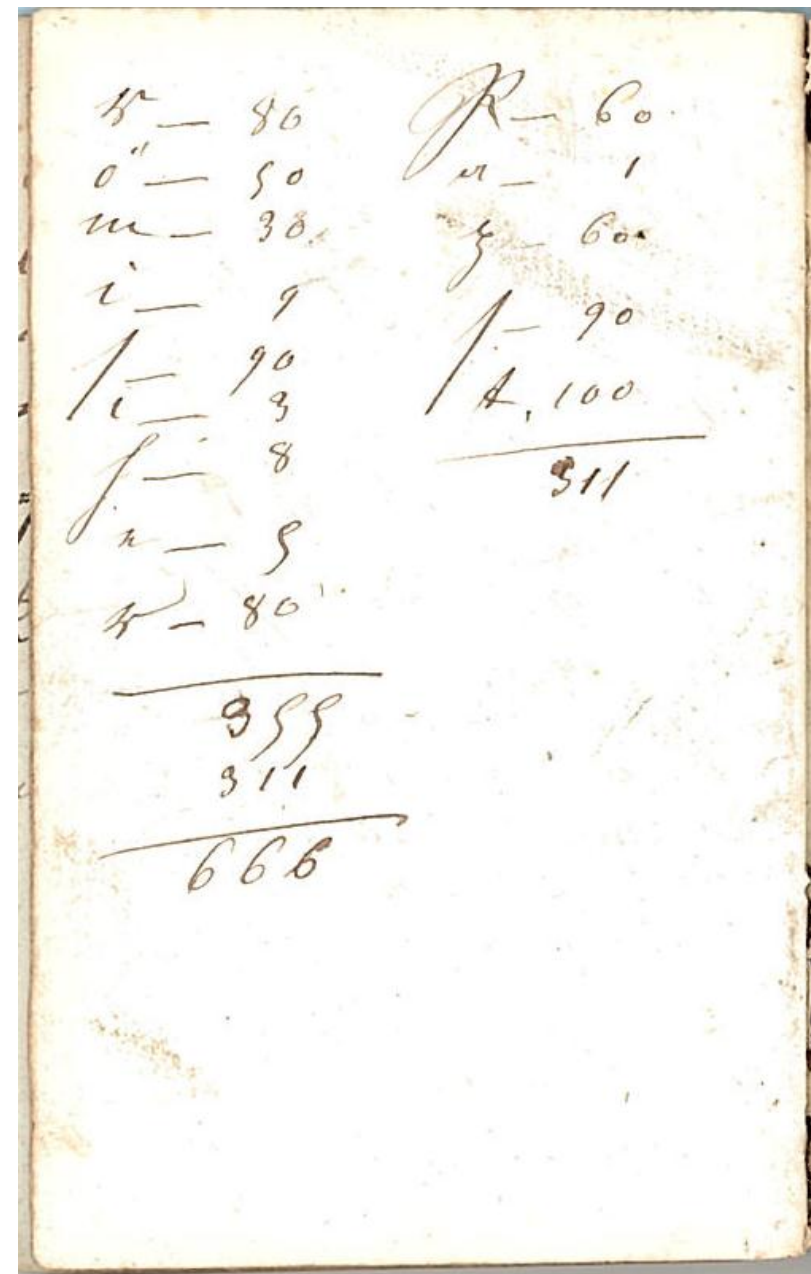 r — 80
ö — 50
m — 30
i — 9
ſ — 90
c — 3
h — 8
e — 5
r — 80
355
311
666
P — 60
a — 1
p — 60
ſ — 90
t. 100
311